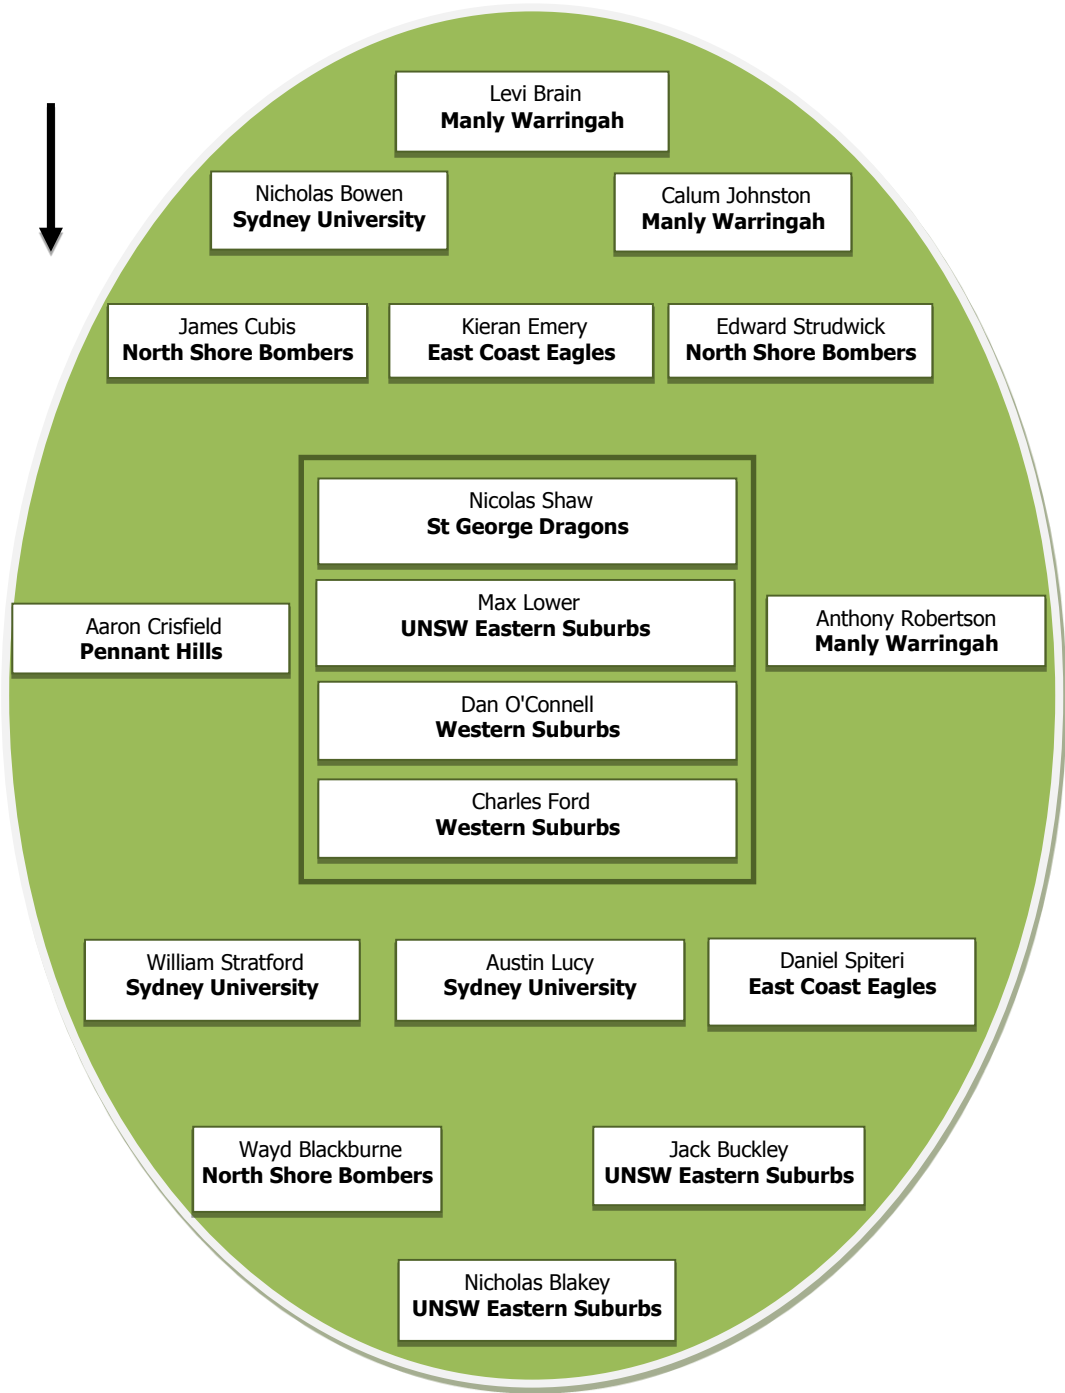 Levi Brain
Manly Warringah
Nicholas Bowen
Sydney University
Calum Johnston
Manly Warringah
James Cubis
North Shore Bombers
Kieran Emery
East Coast Eagles
Edward Strudwick
North Shore Bombers
Nicolas Shaw
St George Dragons
Max Lower
UNSW Eastern Suburbs
Aaron Crisfield
Pennant Hills
Anthony Robertson
Manly Warringah
Dan O'Connell
Western Suburbs
Charles Ford
Western Suburbs
William Stratford
Sydney University
Austin Lucy
Sydney University
Daniel Spiteri
East Coast Eagles
Wayd Blackburne
North Shore Bombers
Jack Buckley
UNSW Eastern Suburbs
Nicholas Blakey
UNSW Eastern Suburbs